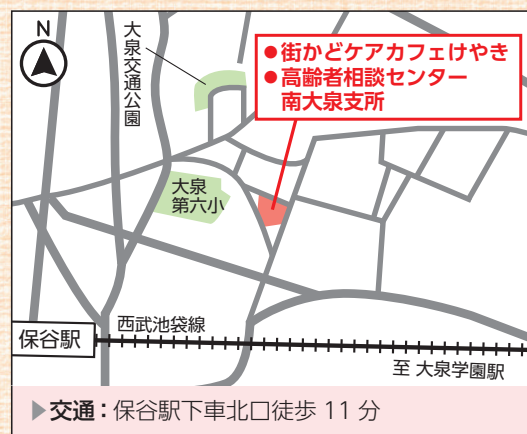 N
大泉交通公園
●街かどケアカフェけやき
●高齢者相談センター
南大泉支所
大泉
第六小
西武池袋線
保谷駅
至 大泉学園駅
▶交通：保谷駅下車北口徒歩 11 分